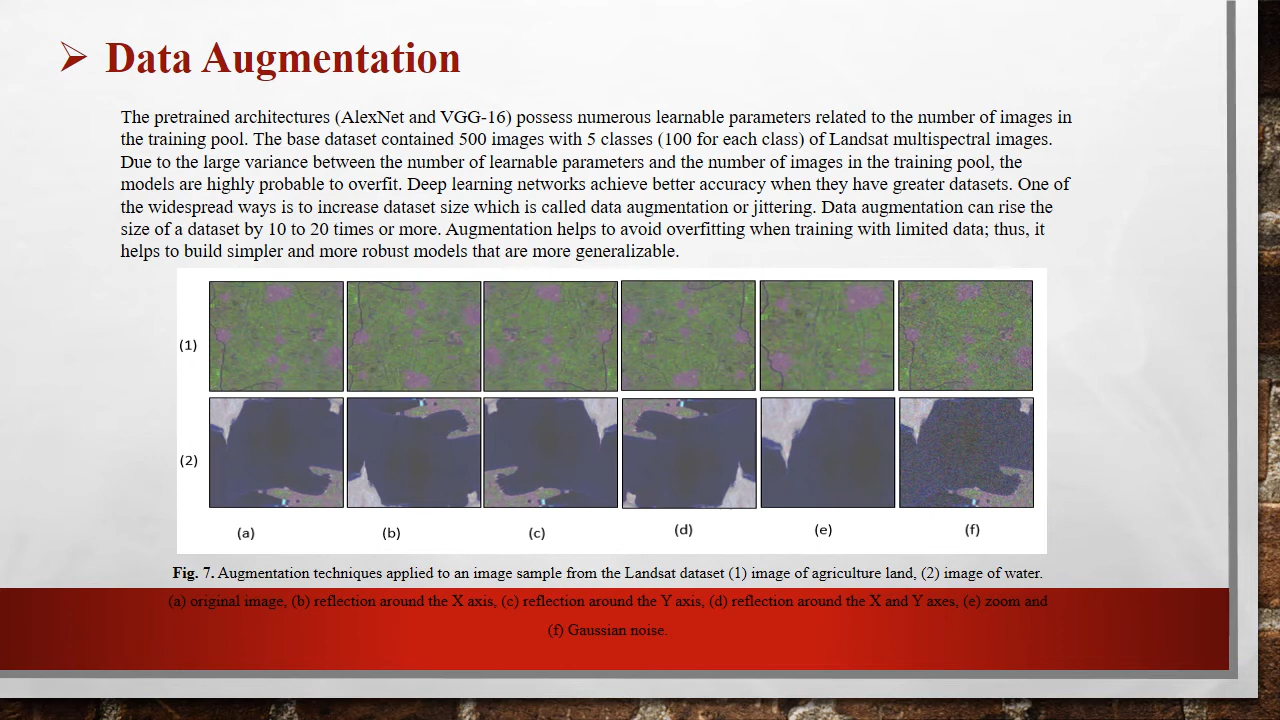 Data Augmentation
The pretrained architectures (AlexNet and VGG-16) possess numerous learnable parameters related to the number of images in
the training pool. The base dataset contained 500 images with 5 classes (100 for each class) of Landsat multispectral images.
Due to the large variance between the number of learnable parameters and the number of images in the training pool, the
models are highly probable to overfit. Deep learning networks achieve better accuracy when they have greater datasets. One of
the widespread ways is to increase dataset size which is called data augmentation or jittering. Data augmentation can rise the
size of a dataset by 10 to 20 times or more. Augmentation helps to avoid overfitting when training with limited data; thus, it
helps to build simpler and more robust models that are more generalizable.
(1)
(2)
(a) (b) (c) (d) (e) (f)
Fig. 7. Augmentation techniques applied to an image sample from the Landsat dataset (1) image of agriculture land, (2) image of water.
(a) original image, (b) reflection around the X axis, (c) reflection around the Y axis, (d) reflection around the X and Y axes, (e) zoom and
(f) Gaussian noise.